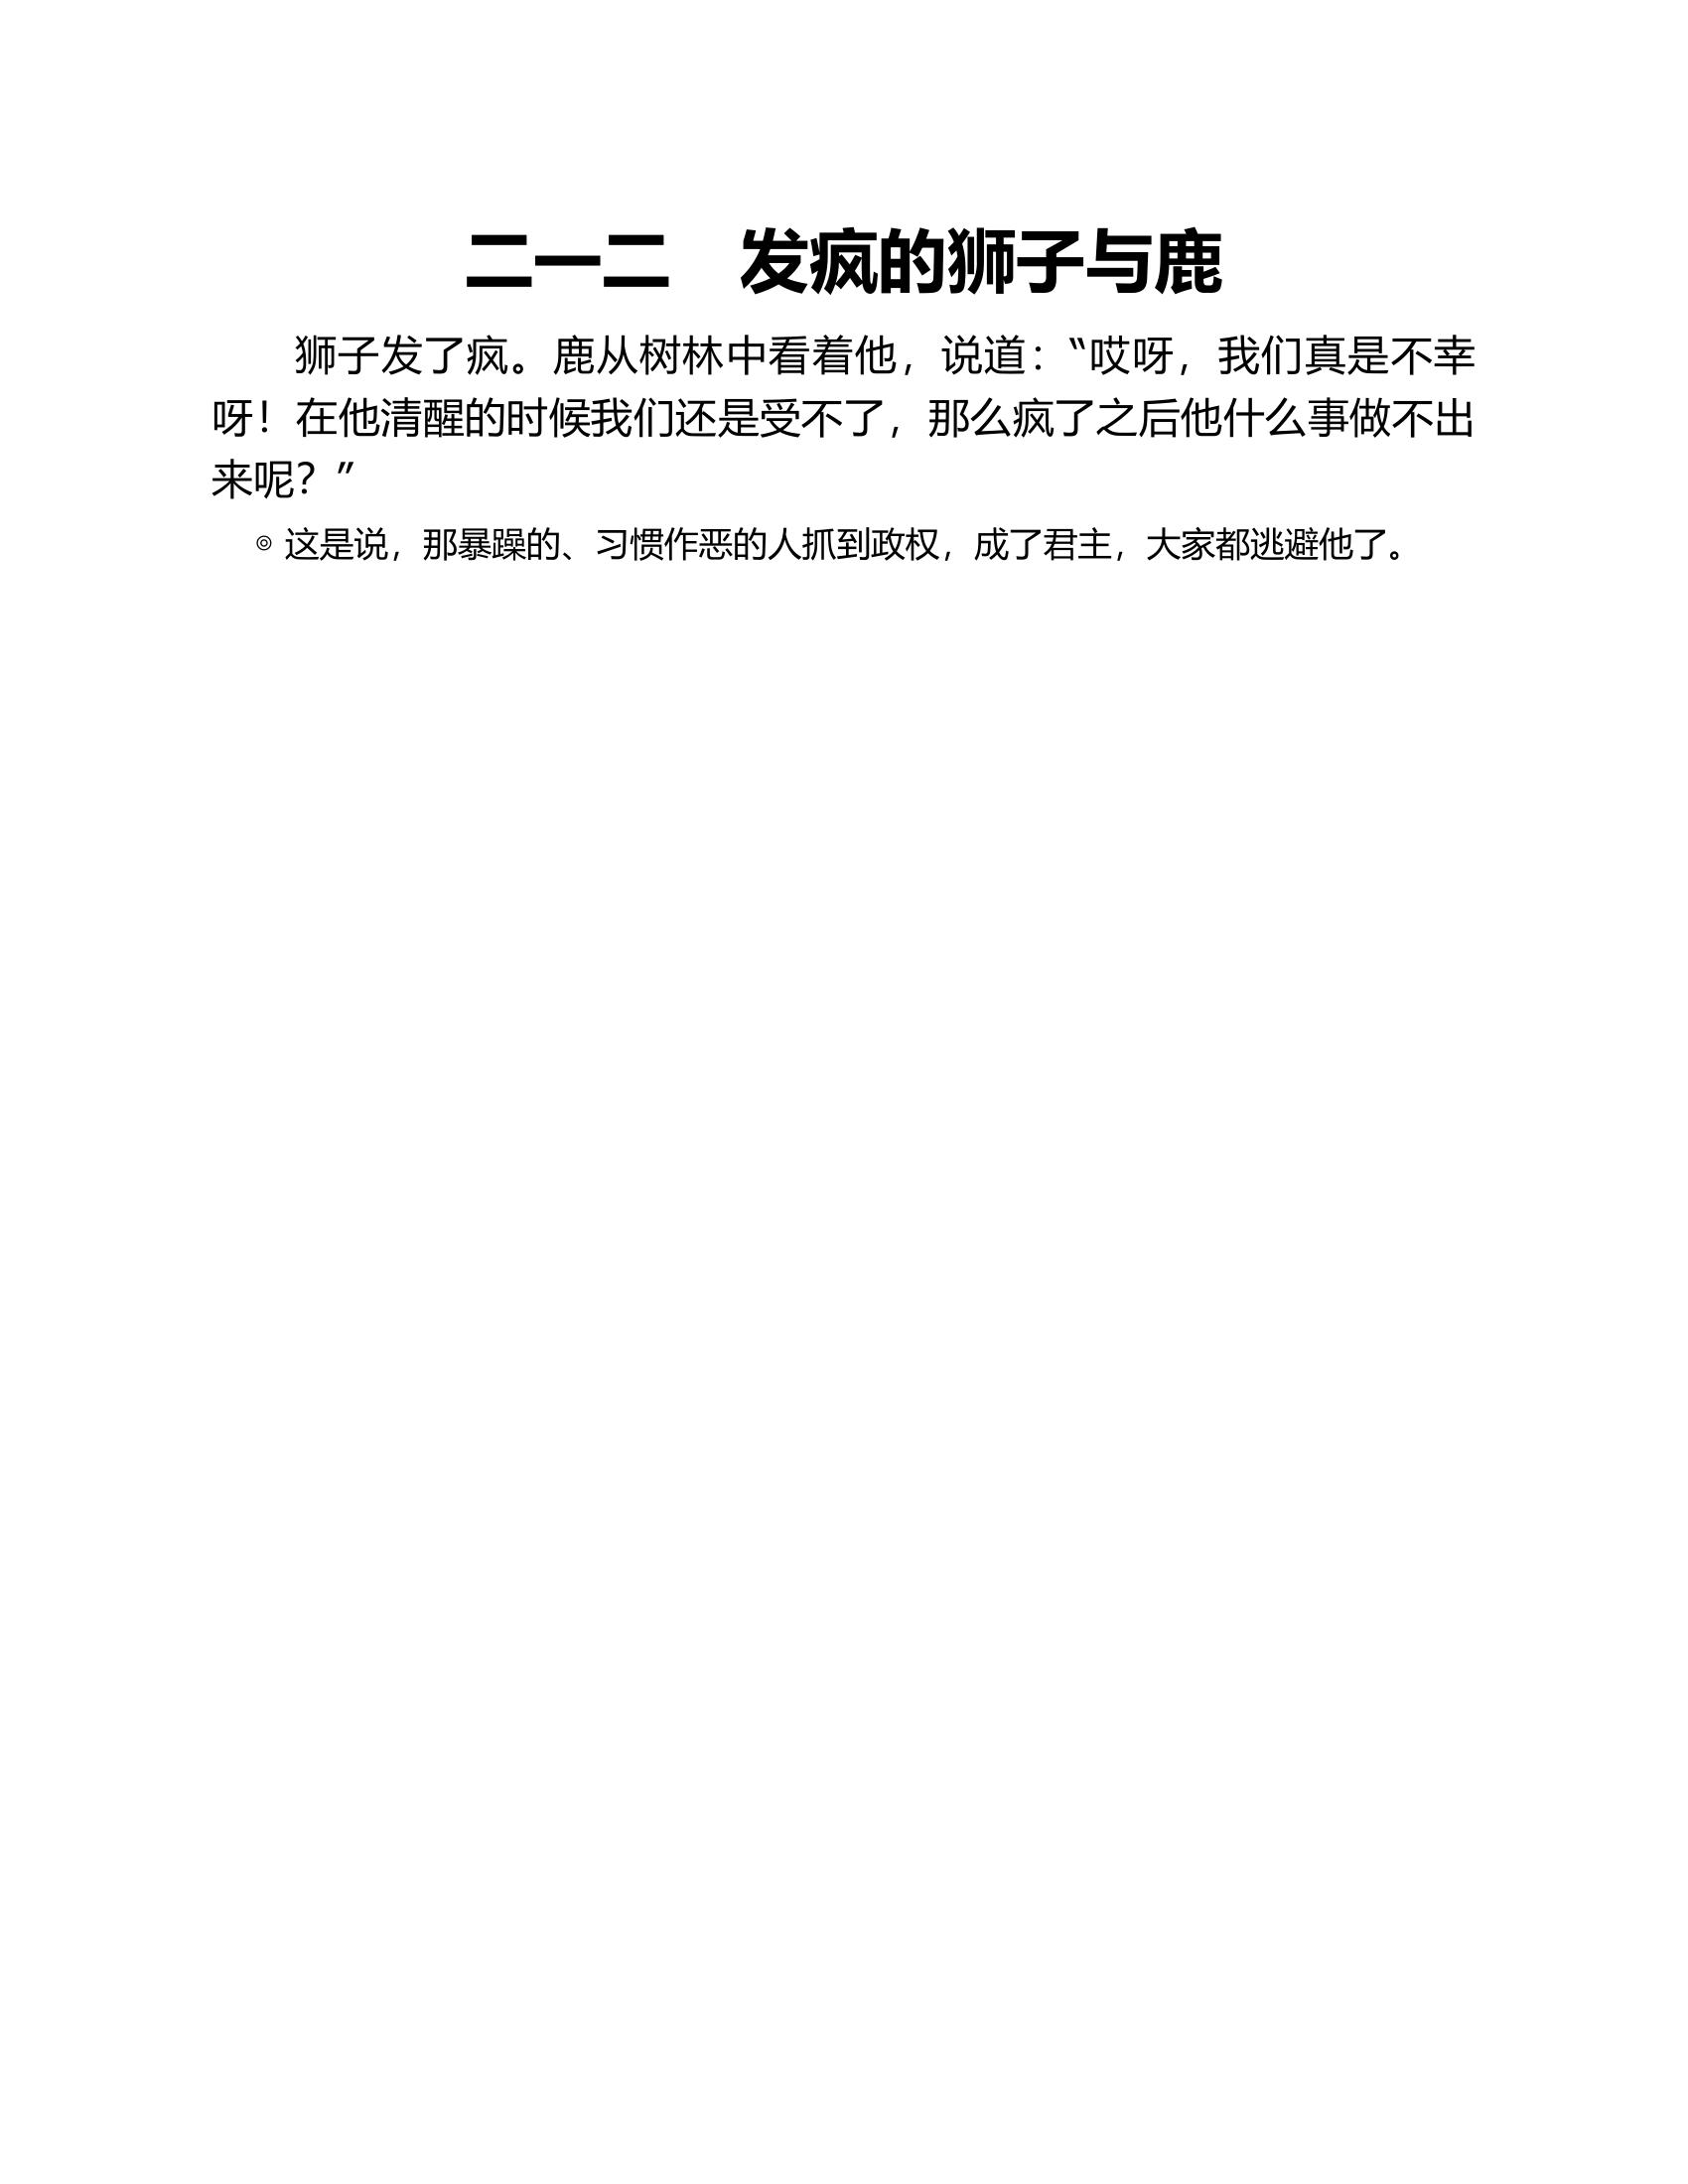 二一二　发疯的狮子与鹿
狮子发了疯。鹿从树林中看着他，说道：“哎呀，我们真是不幸
呀！在他清醒的时候我们还是受不了，那么疯了之后他什么事做不出
来呢？”
◎ 这是说，那暴躁的、习惯作恶的人抓到政权，成了君主，大家都逃避他了。